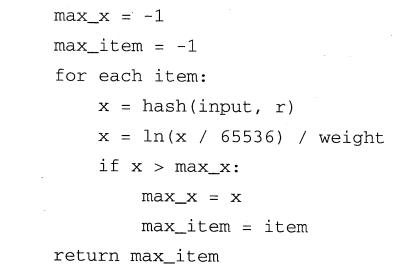 max_x = -1
max_item = -1
for each item:
x = hash(input, r)
x = ln(x / 65536) / weight
if x > max_x:
max_x = x
max_item = item
return max_item